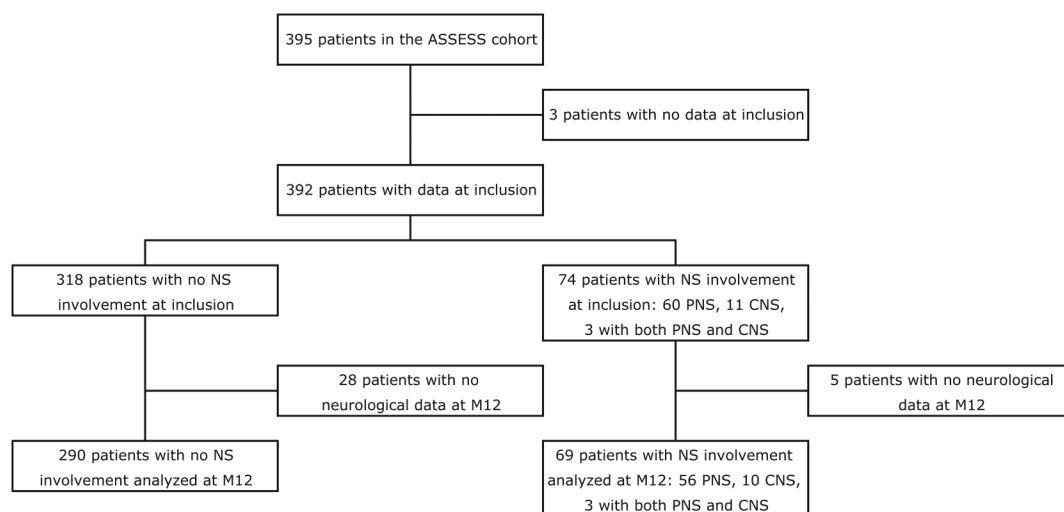 395 patients in the ASSESS cohort
3 patients with no data at inclusion
392 patients with data at inclusion
318 patients with no NS
involvement at inclusion
74 patients with NS involvement
at inclusion: 60 PNS, 11 CNS,
3 with both PNS and CNS
28 patients with no
neurological data at M12
5 patients with no neurological
data at M12
290 patients with no NS
involvement analyzed at M12
69 patients with NS involvement
analyzed at M12: 56 PNS, 10 CNS,
3 with both PNS and CNS